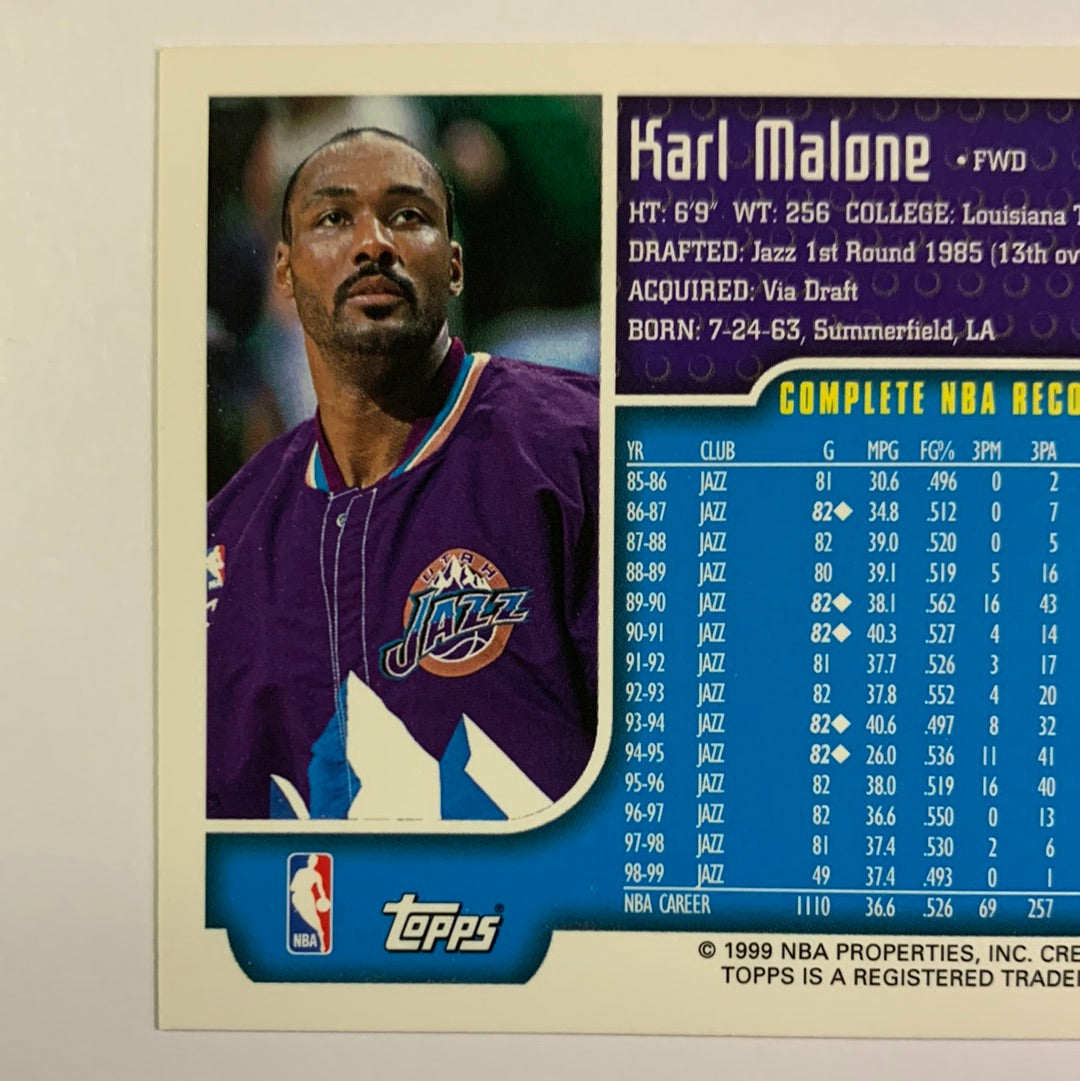 Karl Malone • FWD
HT: 6'9" WT: 256 COLLEGE: Louisiana T
DRAFTED: Jazz 1st Round 1985 (13th ov
ACQUIRED: Via Draft
BORN: 7-24-63, Summerfield, LA
COMPLETE NBA RECO
YR CLUB G MPG FG% 3PM 3PA
85-86 JAZZ 81 30.6 .496 0 2
86-87 JAZZ 82◆ 34.8 .512 0 7
87-88 JAZZ 82 39.0 .520 0 5
88-89 JAZZ 80 39.1 .519 5 16
89-90 JAZZ 82◆ 38.1 .562 16 43
90-91 JAZZ 82◆ 40.3 .527 4 14
91-92 JAZZ 81 37.7 .526 3 17
92-93 JAZZ 82 37.8 .552 4 20
93-94 JAZZ 82◆ 40.6 .497 8 32
94-95 JAZZ 82◆ 26.0 .536 11 41
95-96 JAZZ 82 38.0 .519 16 40
96-97 JAZZ 82 36.6 .550 0 13
97-98 JAZZ 81 37.4 .530 2 6
98-99 JAZZ 49 37.4 .493 0 1
NBA CAREER 1110 36.6 .526 69 257
UTAH
JAZZ
NBA
TOPPS®
© 1999 NBA PROPERTIES, INC. CRE
TOPPS IS A REGISTERED TRADE